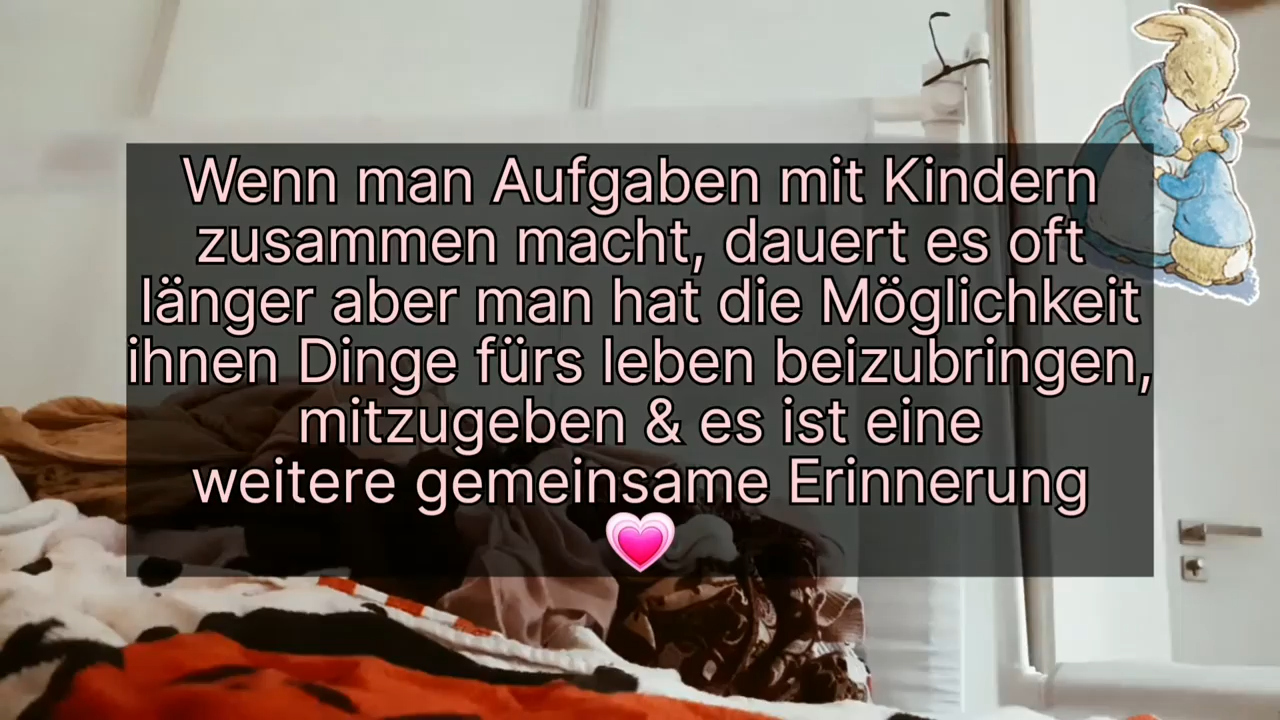 Wenn man Aufgaben mit Kindern
zusammen macht, dauert es oft
länger aber man hat die Möglichkeit
ihnen Dinge fürs leben beizubringen,
mitzugeben & es ist eine
weitere gemeinsame Erinnerung
💗